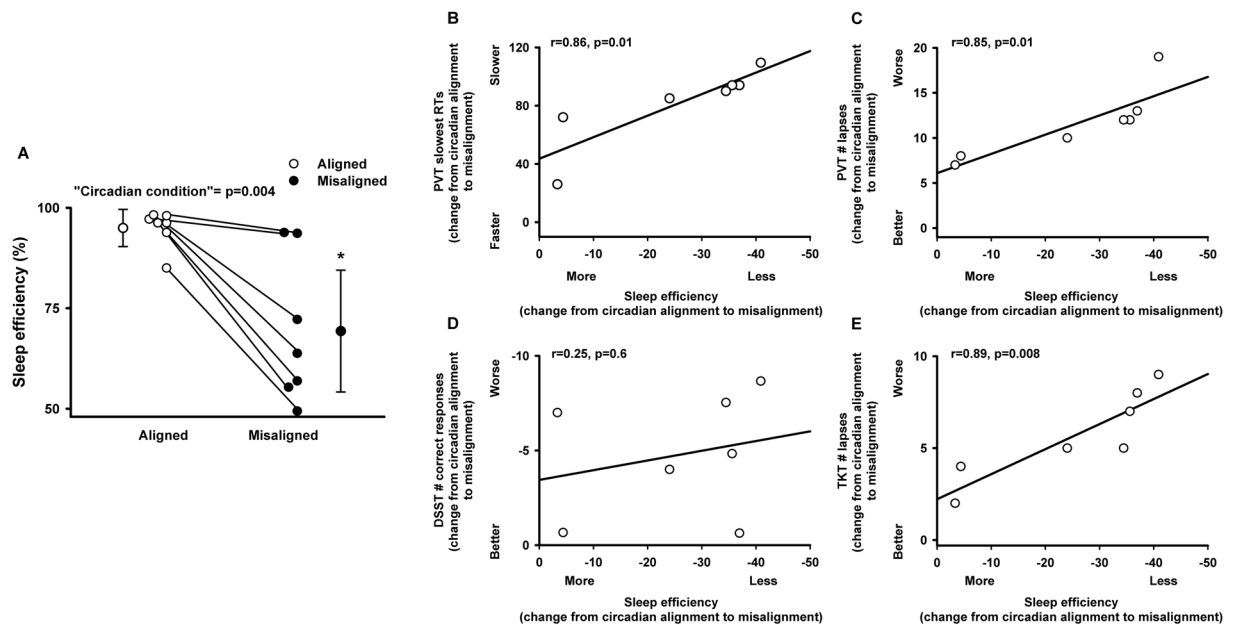 A
Aligned
Misaligned
"Circadian condition"= p=0.004
Sleep efficiency (%)
100
75
50
*
Aligned
Misaligned
B
r=0.86, p=0.01
PVT slowest RTs
(change from circadian alignment
to misalignment)
Slower
Faster
120
80
40
0
0
-10
-20
-30
-40
-50
More
Less
Sleep efficiency
(change from circadian alignment to misalignment)
C
r=0.85, p=0.01
PVT # lapses
(change from circadian alignment
to misalignment)
Worse
Better
20
15
10
5
0
0
-10
-20
-30
-40
-50
More
Less
Sleep efficiency
(change from circadian alignment to misalignment)
D
r=0.25, p=0.6
DSST # correct responses
(change from circadian alignment
to misalignment)
Worse
Better
-10
-5
0
0
-10
-20
-30
-40
-50
More
Less
Sleep efficiency
(change from circadian alignment to misalignment)
E
r=0.89, p=0.008
TKT # lapses
(change from circadian alignment
to misalignment)
Worse
Better
10
5
0
0
-10
-20
-30
-40
-50
More
Less
Sleep efficiency
(change from circadian alignment to misalignment)